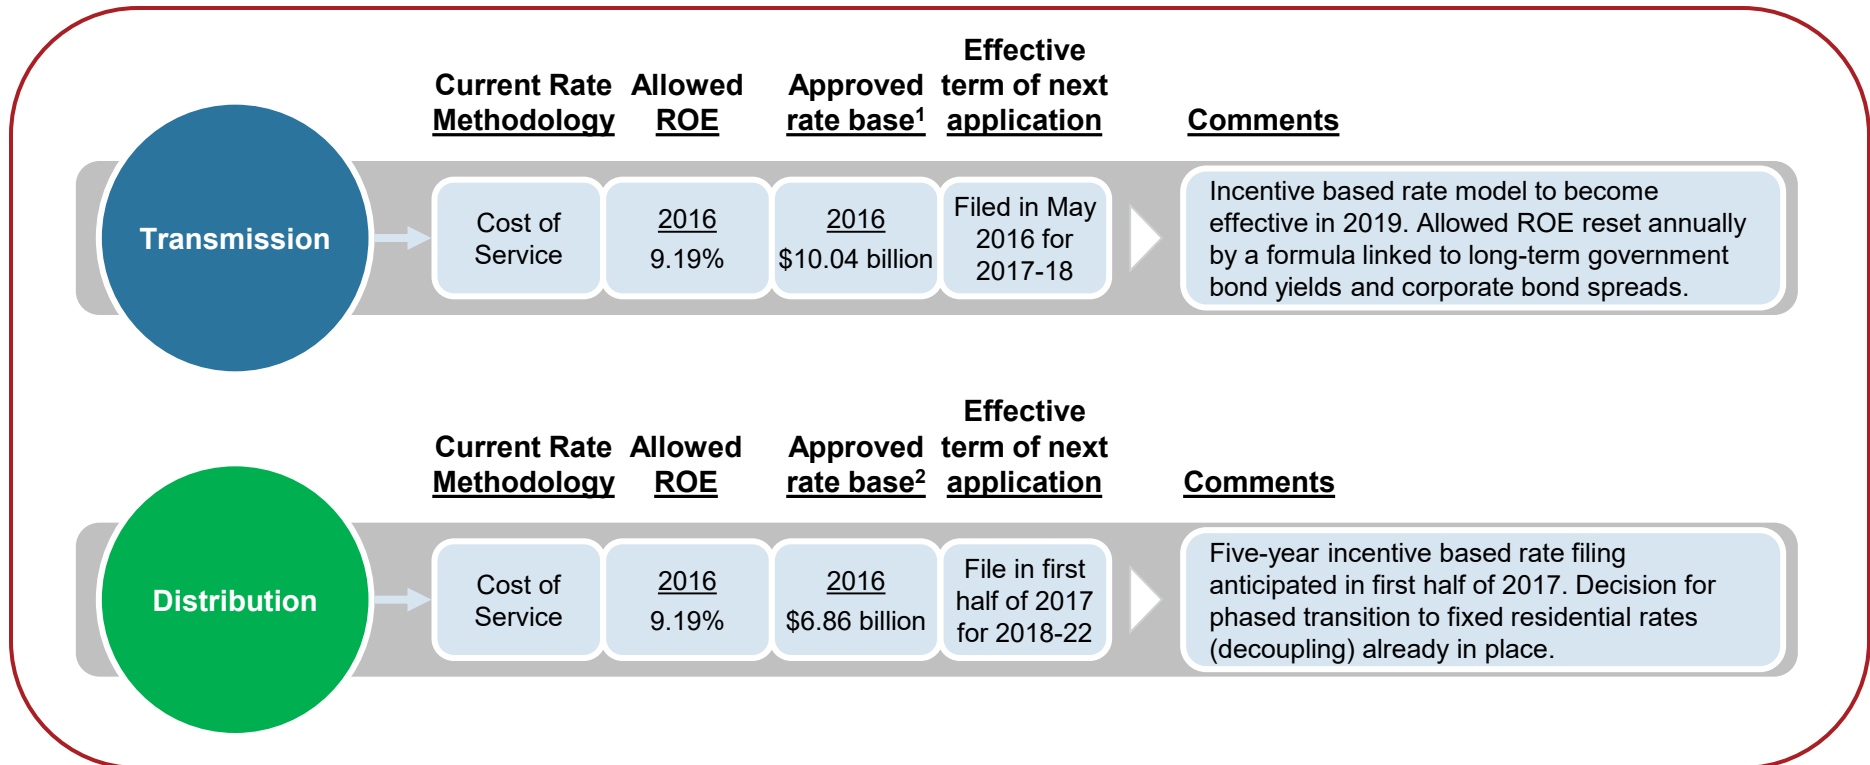 Effective
Current Rate Allowed Approved term of next
Methodology ROE rate base¹ application Comments
Transmission
Cost of
Service
2016
9.19%
2016
$10.04 billion
Filed in May
2016 for
2017-18
Incentive based rate model to become
effective in 2019. Allowed ROE reset annually
by a formula linked to long-term government
bond yields and corporate bond spreads.
Effective
Current Rate Allowed Approved term of next
Methodology ROE rate base² application Comments
Distribution
Cost of
Service
2016
9.19%
2016
$6.86 billion
File in first
half of 2017
for 2018-22
Five-year incentive based rate filing
anticipated in first half of 2017. Decision for
phased transition to fixed residential rates
(decoupling) already in place.